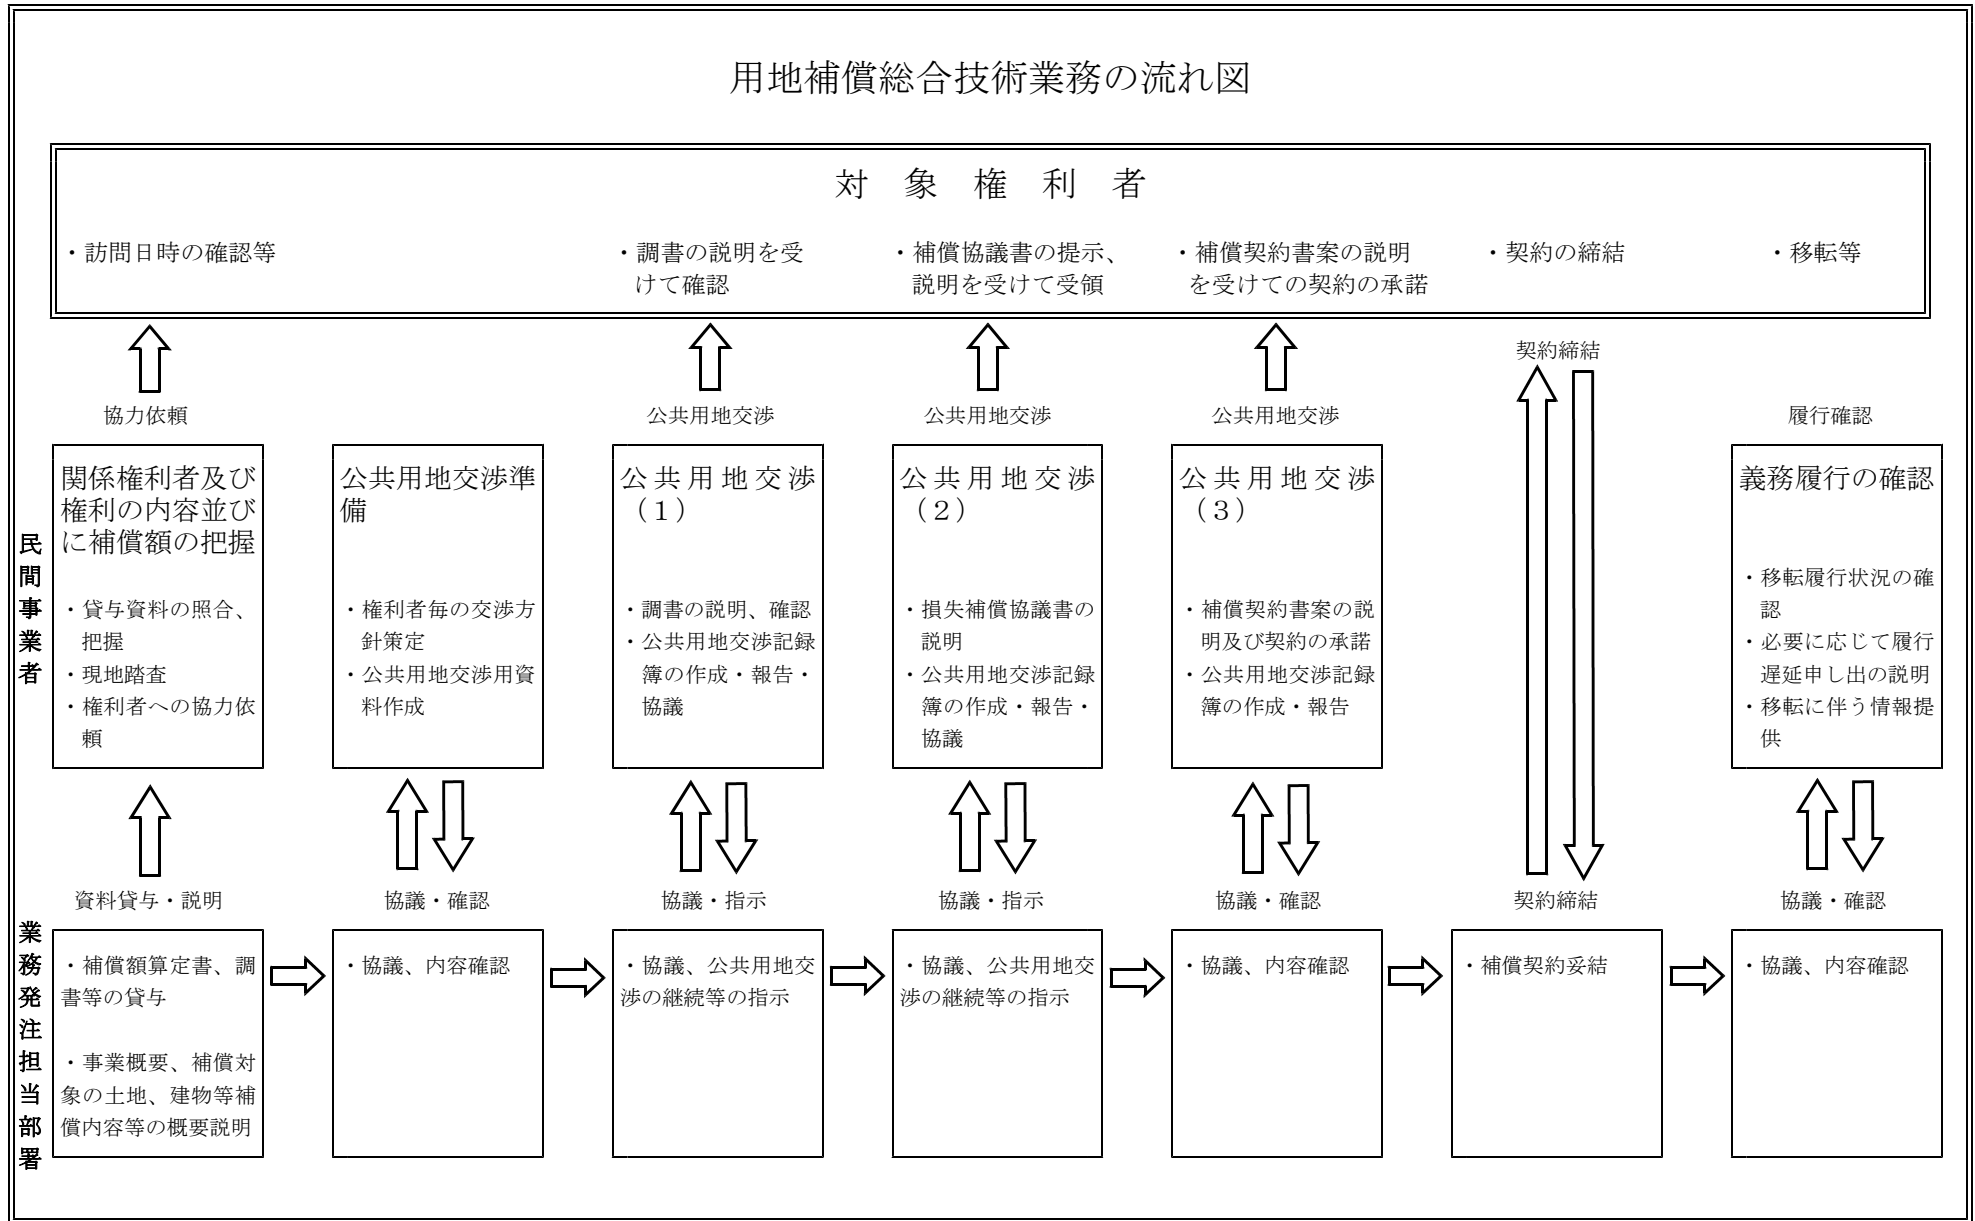 用地補償総合技術業務の流れ図
対象権利者
・訪問日時の確認等
・調書の説明を受
けて確認
・補償協議書の提示、
説明を受けて受領
・補償契約書案の説明
を受けての契約の承諾
・契約の締結
・移転等
協力依頼
公共用地交渉
公共用地交渉
公共用地交渉
契約締結
履行確認
民間事業者
関係権利者及び
権利の内容並び
に補償額の把握
・貸与資料の照合、
把握
・現地踏査
・権利者への協力依
頼
公共用地交渉準
備
・権利者毎の交渉方
針策定
・公共用地交渉用資
料作成
公共用地交渉
（１）
・調書の説明、確認
・公共用地交渉記録
簿の作成・報告・
協議
公共用地交渉
（２）
・損失補償協議書の
説明
・公共用地交渉記録
簿の作成・報告・
協議
公共用地交渉
（３）
・補償契約書案の説
明及び契約の承諾
・公共用地交渉記録
簿の作成・報告
義務履行の確認
・移転履行状況の確
認
・必要に応じて履行
遅延申し出の説明
・移転に伴う情報提
供
資料貸与・説明
協議・確認
協議・指示
協議・指示
協議・確認
契約締結
協議・確認
業務発注担当部署
・補償額算定書、調
書等の貸与
・事業概要、補償対
象の土地、建物等補
償内容等の概要説明
・協議、内容確認
・協議、公共用地交
渉の継続等の指示
・協議、公共用地交
渉の継続等の指示
・協議、内容確認
・補償契約妥結
・協議、内容確認